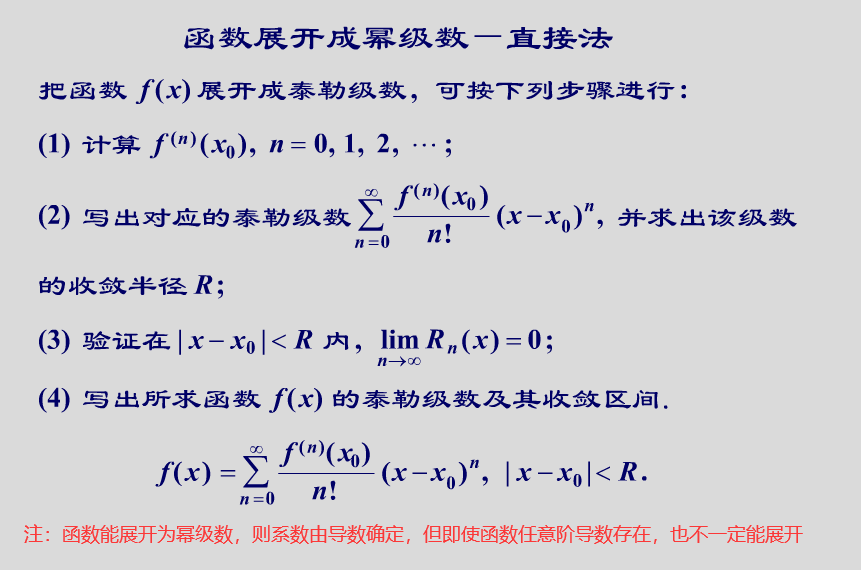 函数展开成幂级数—直接法
把函数 f(x) 展开成泰勒级数, 可按下列步骤进行:
(1) 计算 f^{(n)}(x_0), n = 0, 1, 2, ⋯ ;
(2) 写出对应的泰勒级数 \sum_{n=0}^{\infty} \frac{f^{(n)}(x_0)}{n!} (x-x_0)^n, 并求出该级数
的收敛半径 R;
(3) 验证在 |x-x_0| < R 内, \lim_{n→∞} R_n(x) = 0;
(4) 写出所求函数 f(x) 的泰勒级数及其收敛区间.
f(x) = \sum_{n=0}^{\infty} \frac{f^{(n)}(x_0)}{n!} (x-x_0)^n, |x-x_0| < R.
注：函数能展开为幂级数，则系数由导数确定，但即使函数任意阶导数存在，也不一定能展开